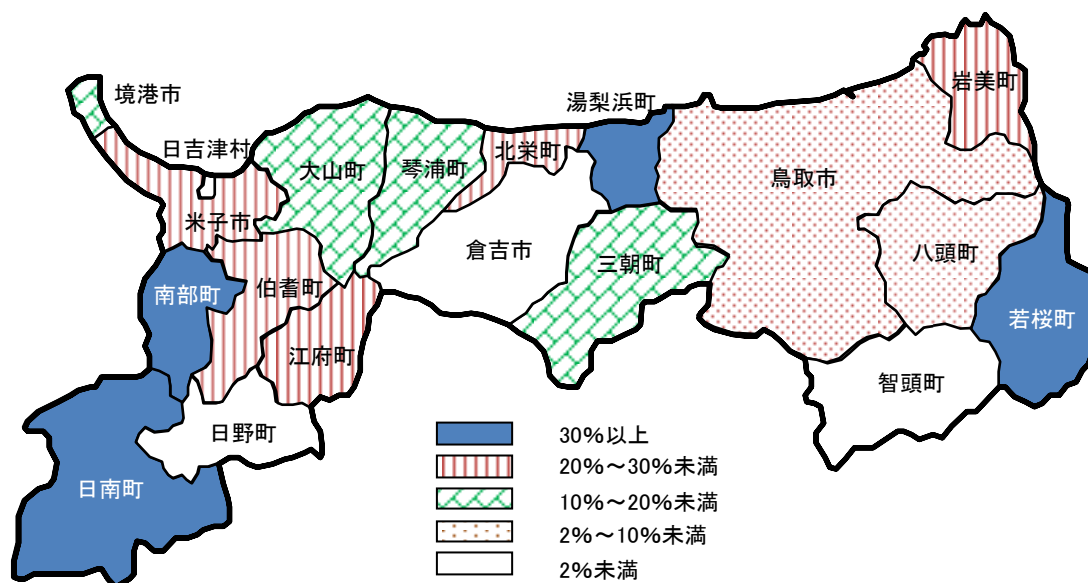 境港市
日吉津村
米子市
大山町
琴浦町
北栄町
湯梨浜町
鳥取市
岩美町
南部町
伯耆町
江府町
倉吉市
三朝町
八頭町
若桜町
智頭町
日野町
日南町
30%以上
20%～30%未満
10%～20%未満
2%～10%未満
2%未満